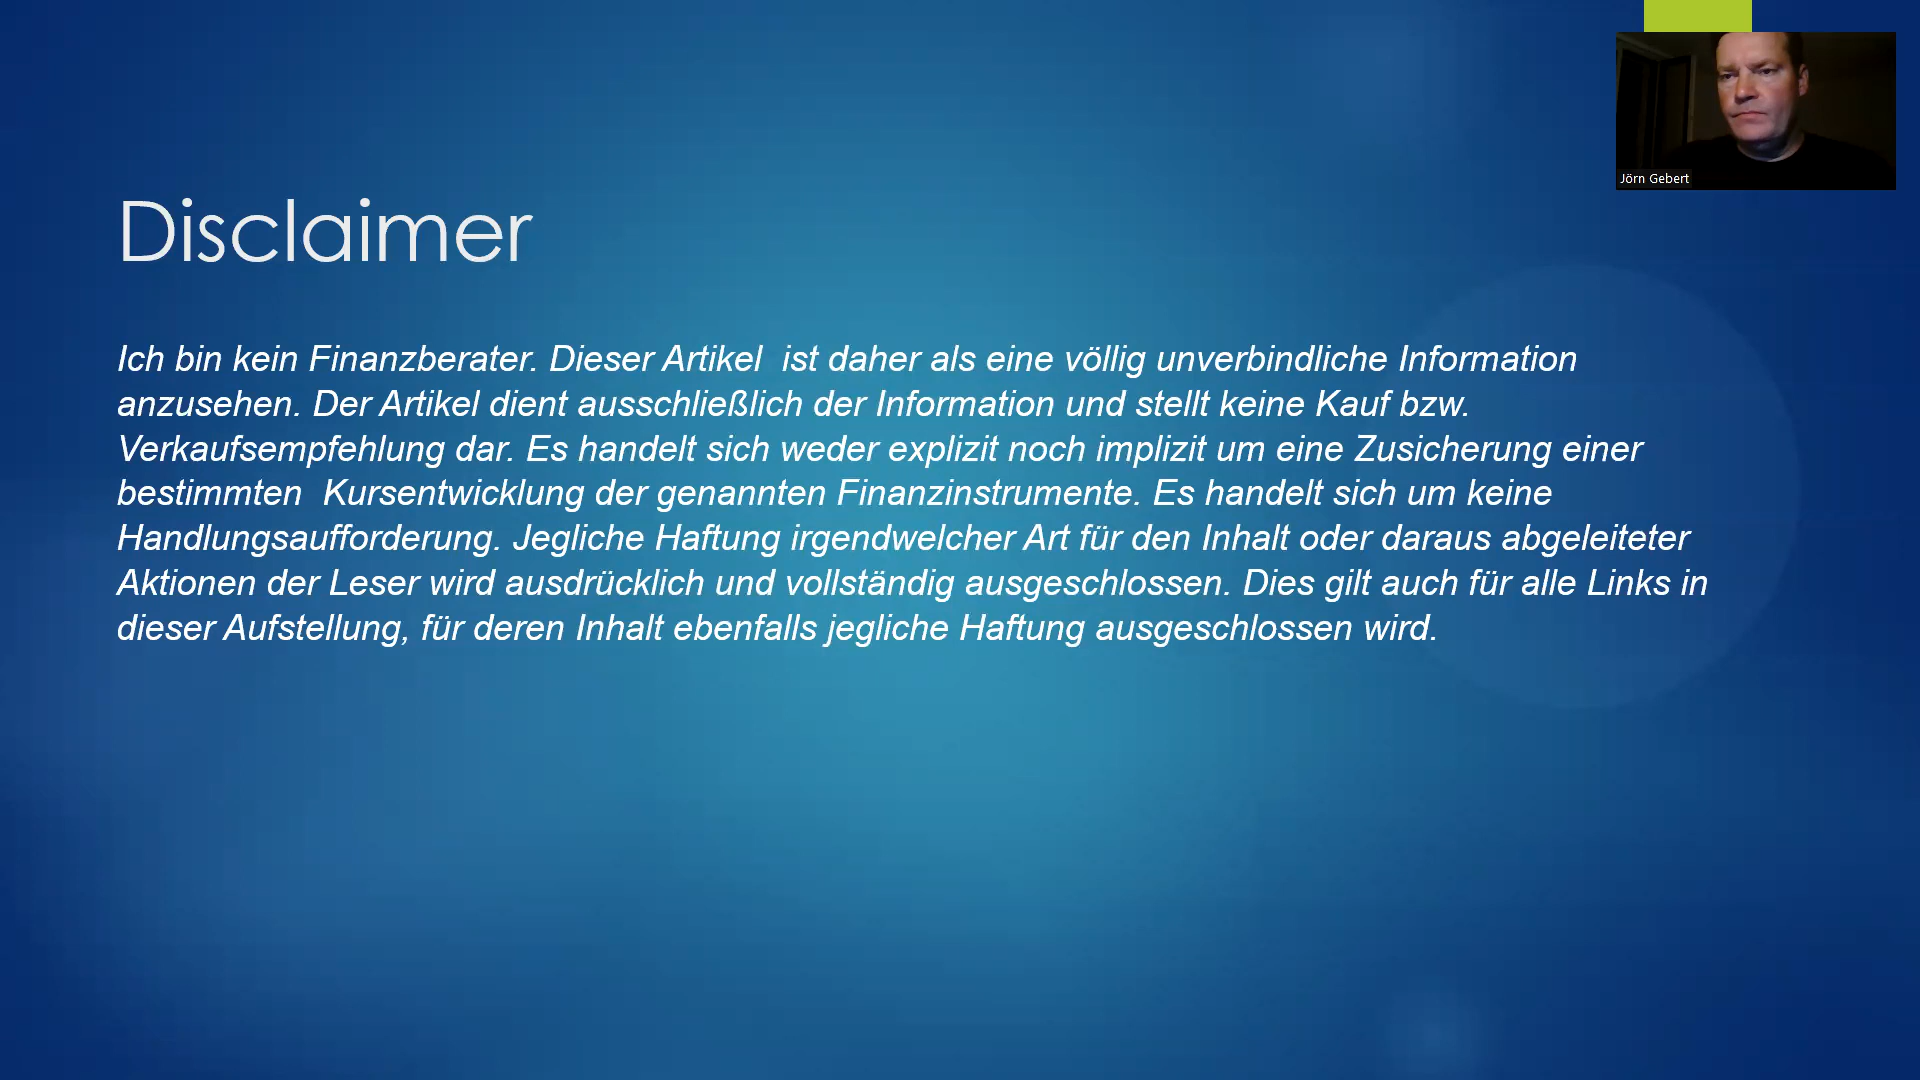 Jörn Gebert
Disclaimer
Ich bin kein Finanzberater. Dieser Artikel  ist daher als eine völlig unverbindliche Information
anzusehen. Der Artikel dient ausschließlich der Information und stellt keine Kauf bzw.
Verkaufsempfehlung dar. Es handelt sich weder explizit noch implizit um eine Zusicherung einer
bestimmten  Kursentwicklung der genannten Finanzinstrumente. Es handelt sich um keine
Handlungsaufforderung. Jegliche Haftung irgendwelcher Art für den Inhalt oder daraus abgeleiteter
Aktionen der Leser wird ausdrücklich und vollständig ausgeschlossen. Dies gilt auch für alle Links in
dieser Aufstellung, für deren Inhalt ebenfalls jegliche Haftung ausgeschlossen wird.